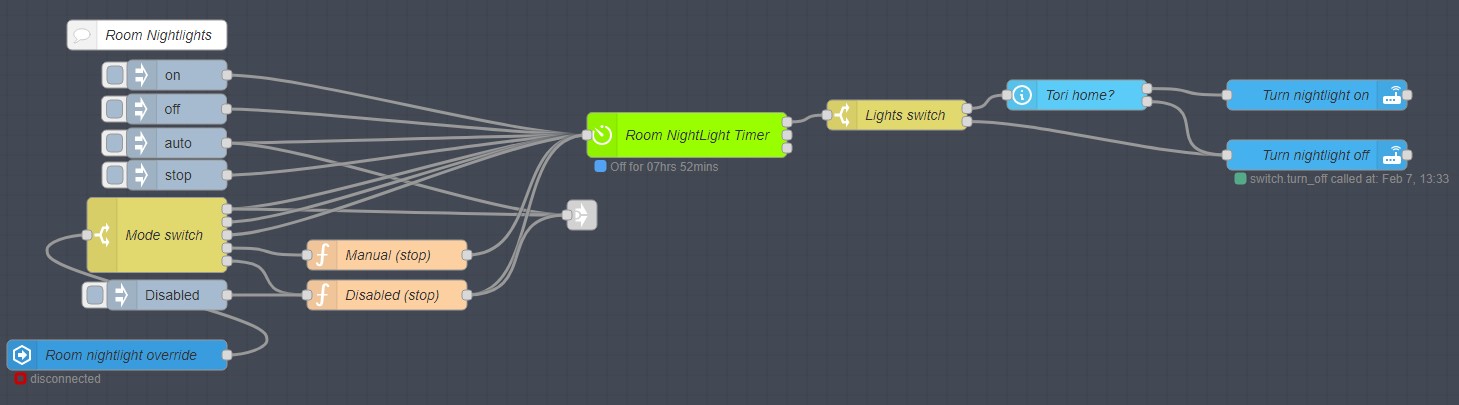 Room Nightlights
on
off
auto
stop
Mode switch
Disabled
Room nightlight override
disconnected
Manual (stop)
Disabled (stop)
Room NightLight Timer
Off for 07hrs 52mins
Lights switch
Tori home?
Turn nightlight on
Turn nightlight off
switch.turn_off called at: Feb 7, 13:33